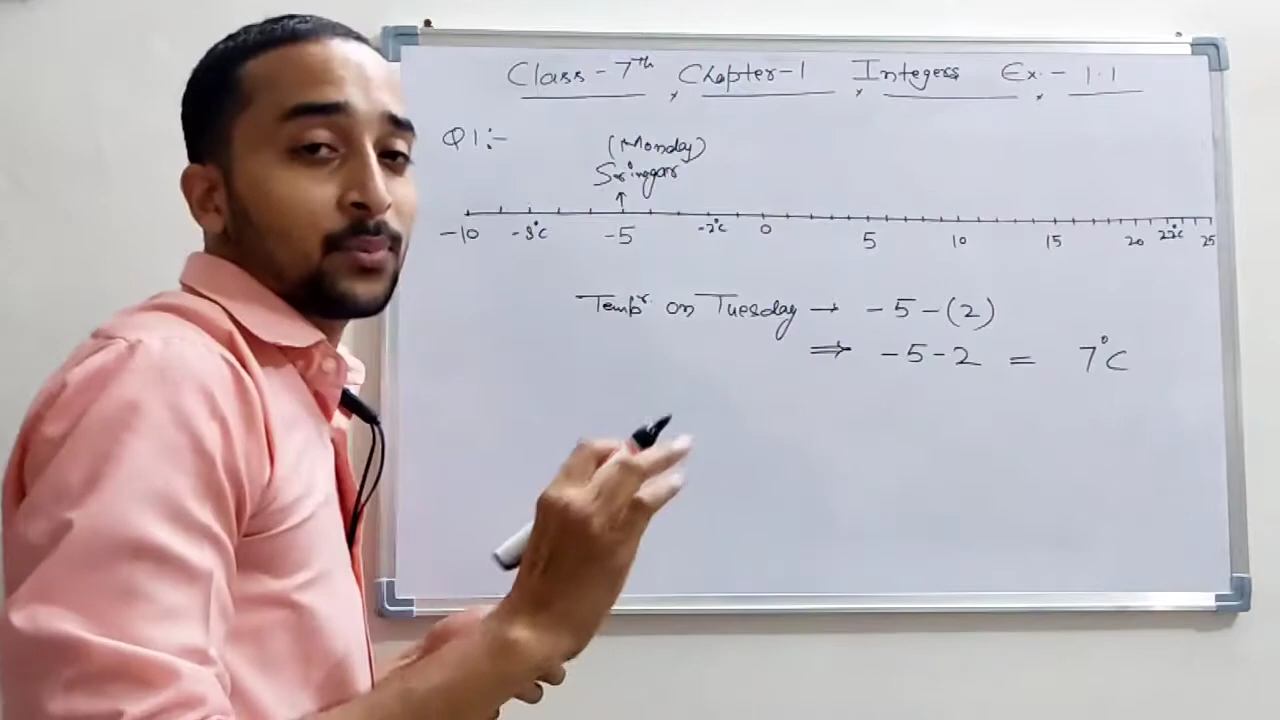 Class-7th, Chapter-1, Integers, Ex.-1.1
Q1:-
(Monday)
Srinagar
-10 -8°C -5 -2°C 0 5 10 15 20 22°C 25
Tempr. on Tuesday → -5-(2)
⇒ -5-2 = 7°C